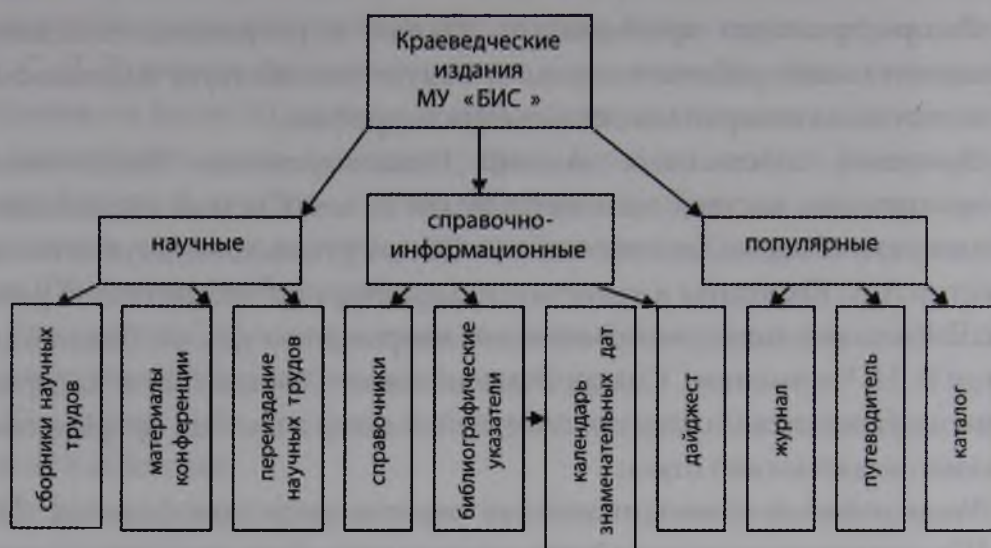 Краеведческие
издания
МУ «БИС »
научные
справочно-
информационные
популярные
сборники научных
трудов
материалы
конференции
переиздание
научных трудов
справочники
библиографические
указатели
календарь
знаменательных дат
дайджест
журнал
путеводитель
каталог